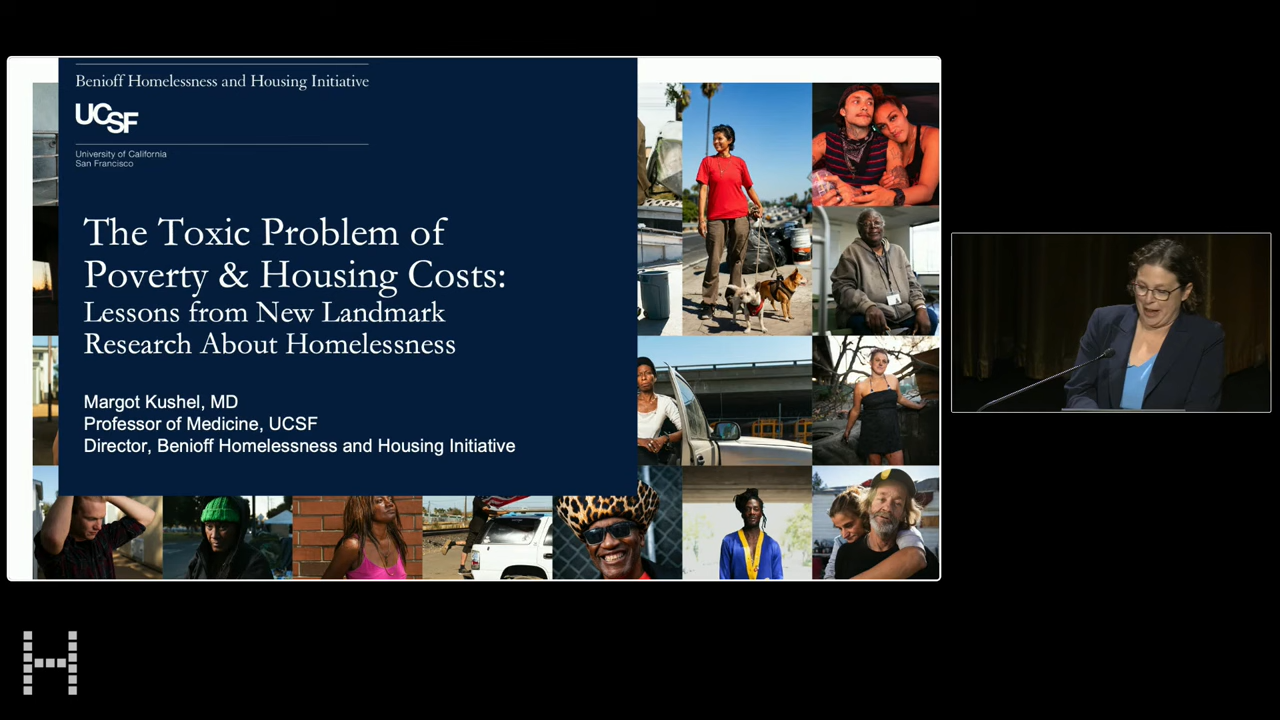 Benioff Homelessness and Housing Initiative
UCSF
University of California
San Francisco
The Toxic Problem of
Poverty & Housing Costs:
Lessons from New Landmark
Research About Homelessness
Margot Kushel, MD
Professor of Medicine, UCSF
Director, Benioff Homelessness and Housing Initiative
H